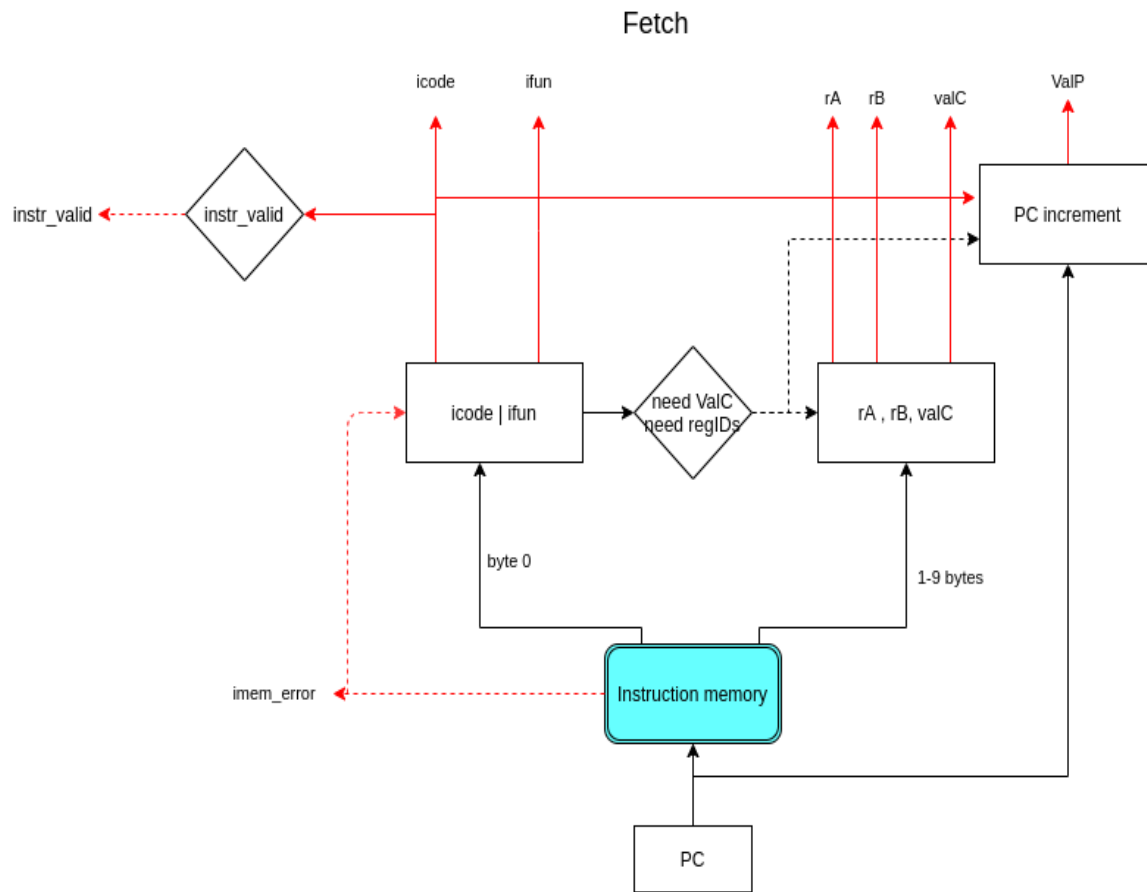 Fetch
icode
ifun
rA
rB
valC
ValP
instr_valid
instr_valid
PC increment
icode | ifun
need ValC
need regIDs
rA , rB, valC
byte 0
1-9 bytes
imem_error
Instruction memory
PC